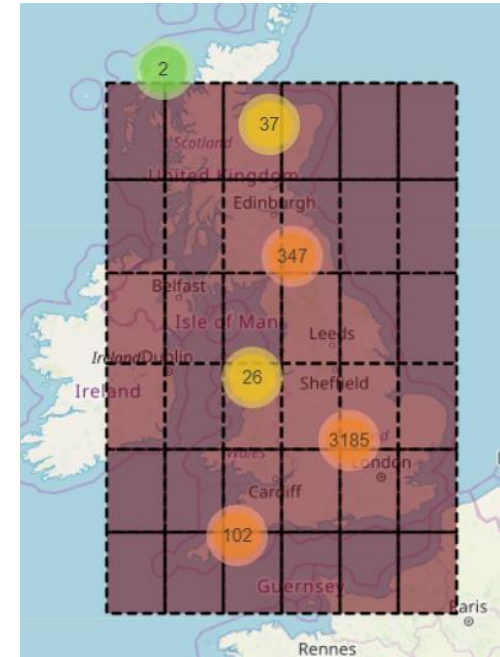 2
37
Scotland
United Kingdom
Edinburgh
347
Belfast
Isle of Man
Leeds
Ireland Dublin
26
Sheffield
Ireland
3185
Wales
London
Cardiff
102
Guernsey
Paris
Rennes